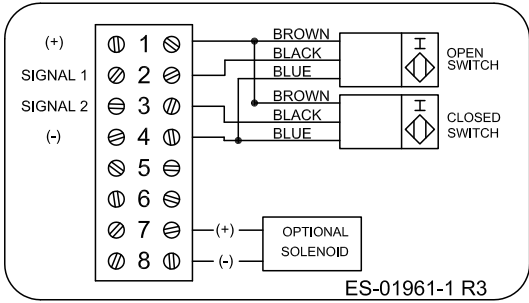 (+) 1 BROWN
BLACK
OPEN SWITCH
SIGNAL 1 2 BLUE
BROWN
SIGNAL 2 3 BLACK
CLOSED SWITCH
(-) 4 BLUE
5
6
7 (+) OPTIONAL SOLENOID
8 (-)
ES-01961-1 R3